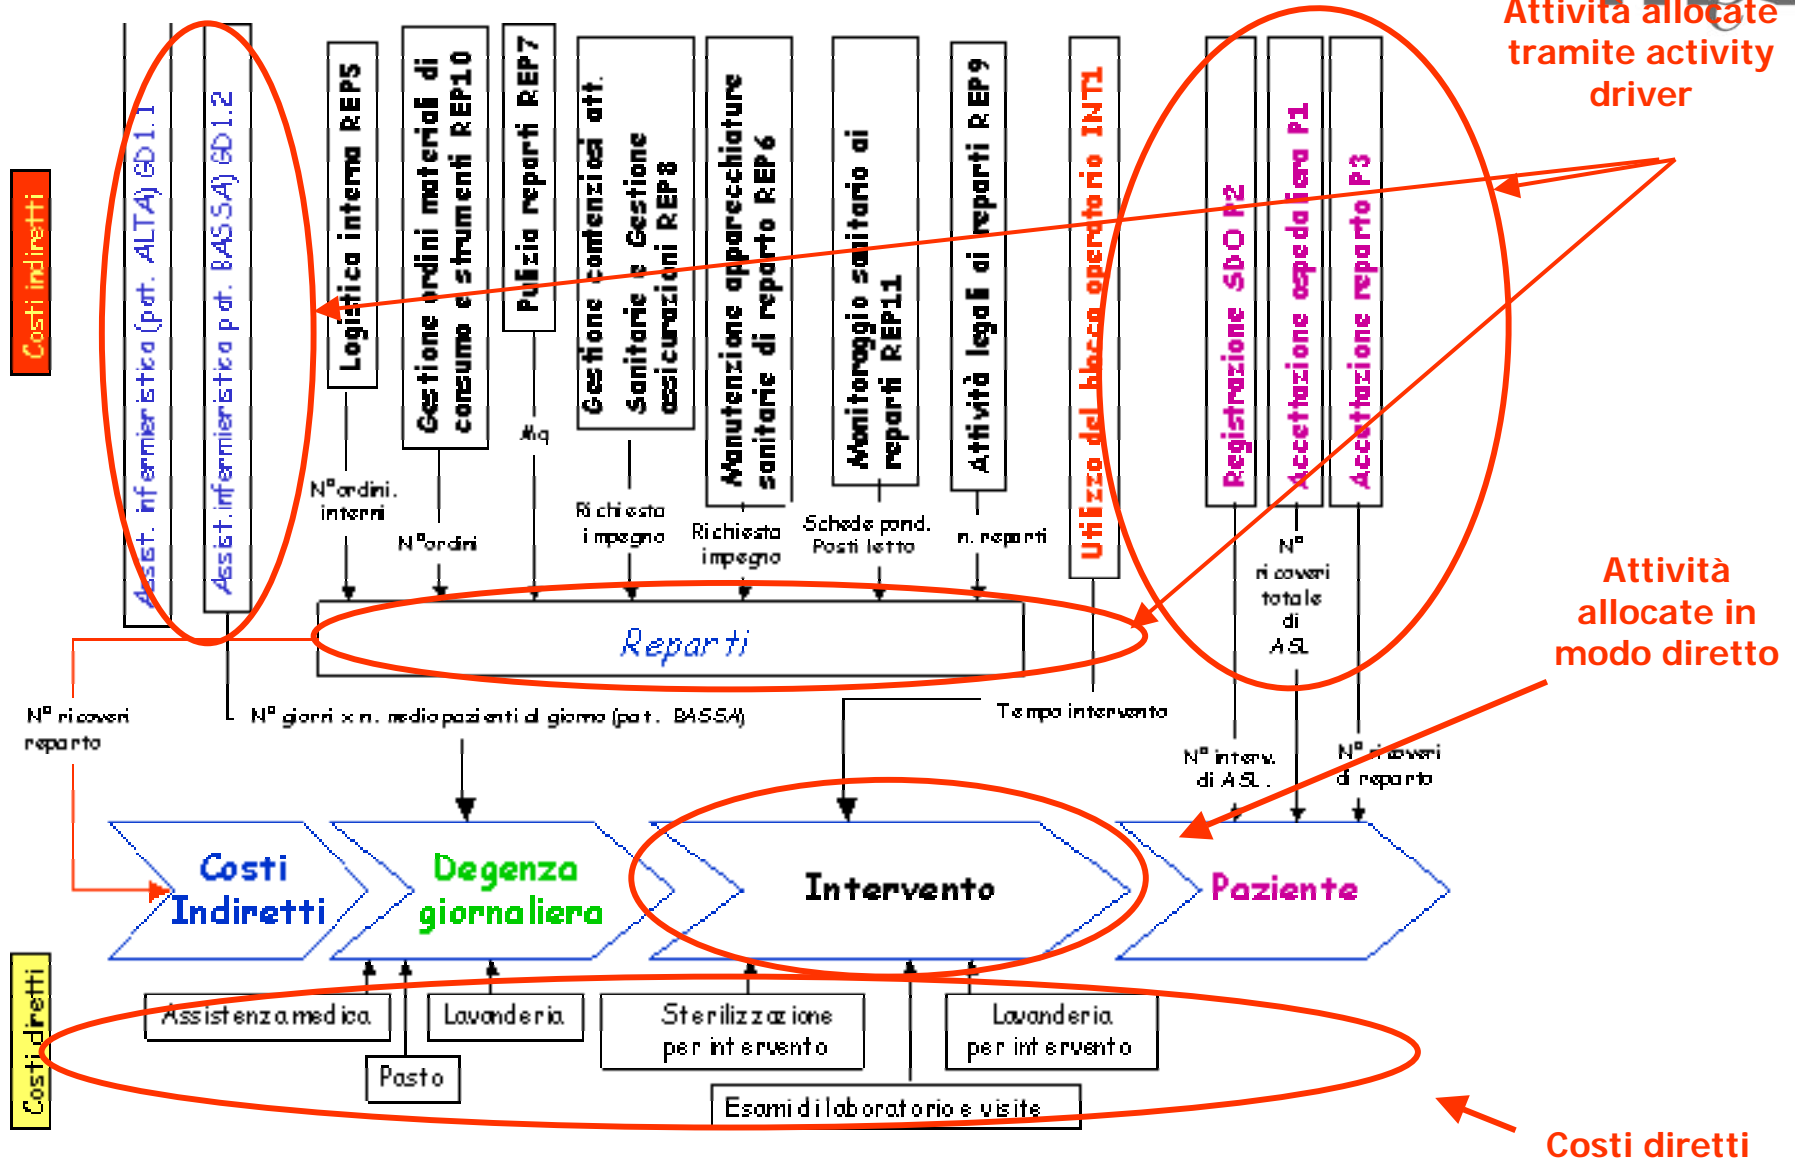 Attività allocate
tramite activity
driver
Costi indiretti
Assist. infermieristica (pat. ALTA) GD1.1
Assist.infermieristica pat. BASSA) GD1.2
Logistica interna REP5
Gestione ordini materiali di
consumo e strumenti REP10
Pulizia reparti REP7
Gestione contenziosi att.
Sanitarie e Gestione
assicurazioni REP8
Manutenzione apparecchiature
sanitarie di reparto REP6
Monitoraggio sanitario ai
reparti REP11
Attività legali ai reparti REP9
Utilizzo del blocco operatorio INT1
Registrazione SDO P2
Accettazione ospedaliera P1
Accettazione reparto P3
N°ordini.
interni
N°ordini
Mq
Richiesta
impegno
Richiesta
impegno
Schede pond.
Posti letto
n. reparti
N°
ricoveri
totale
di
ASL
Attività
allocate in
modo diretto
Reparti
N° ricoveri
reparto
N° giorni x n. medio pazienti al giorno (pat. BASSA)
Tempo intervento
N° interv.
di ASL.
N° ricoveri
di reparto
Costi
Indiretti
Degenza
giornaliera
Intervento
Paziente
Costi diretti
Assistenza medica
Lavanderia
Sterilizzazione
per intervento
Lavanderia
per intervento
Pasto
Esami di laboratorio e visite
Costi diretti